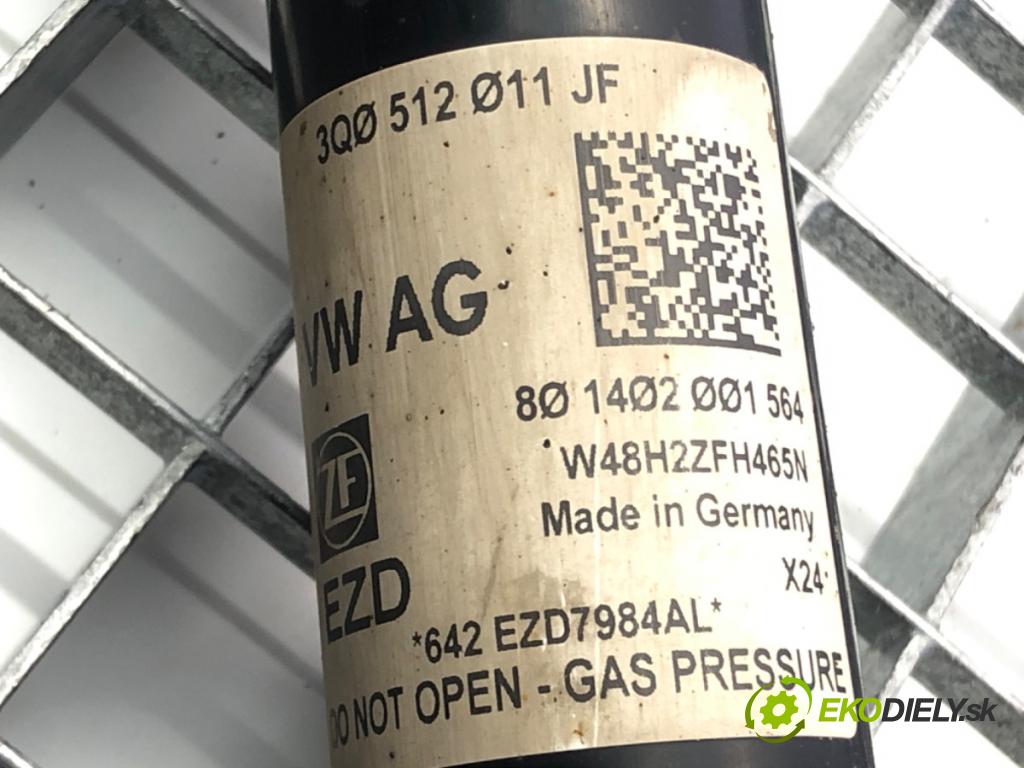 3QØ 512 Ø11 JF
VW AG
8Ø 14Ø2 ØØ1 564
W48H2ZFH465N
ZF
Made in Germany
EZD
X24
*642 EZD7984AL*
DO NOT OPEN - GAS PRESSURE
EKODIELY.sk